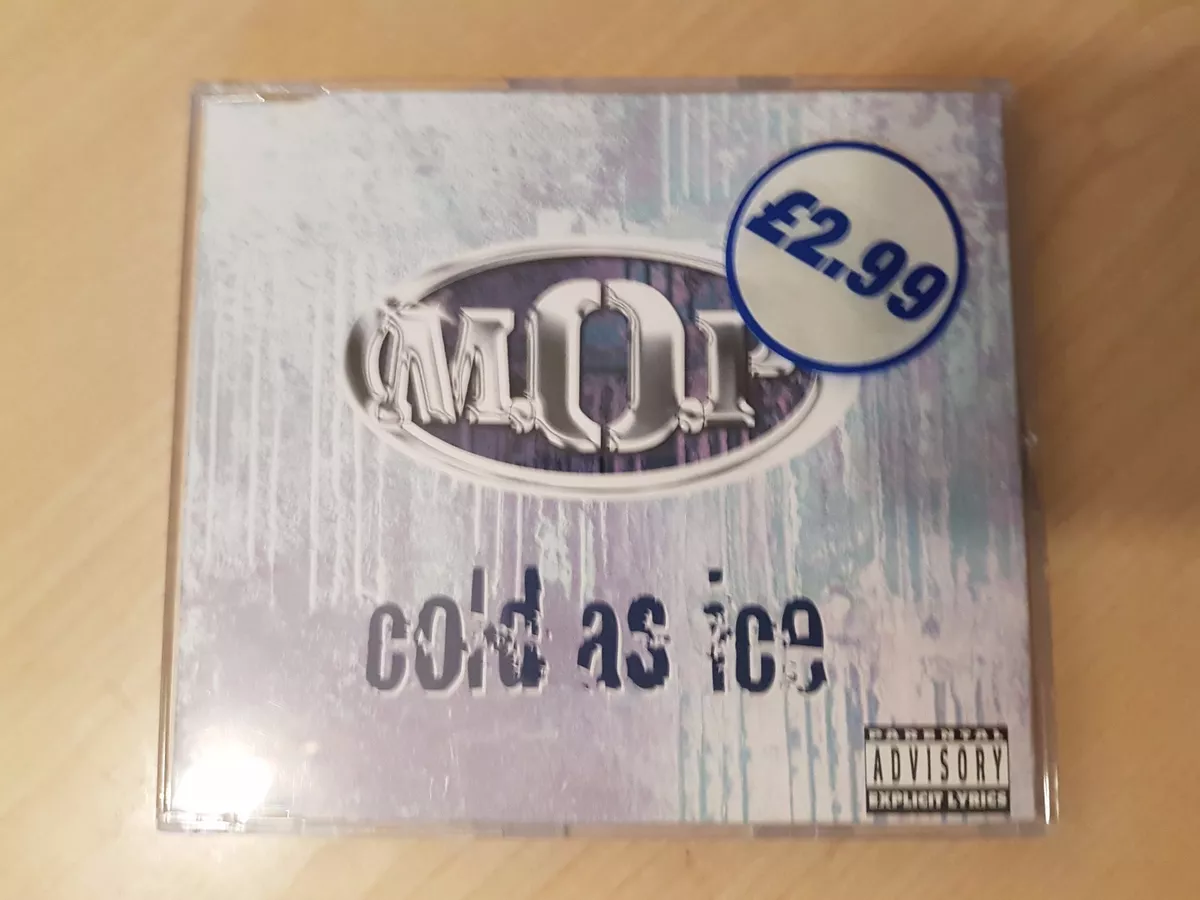 £2.99
M.O.P
cold as ice
PARENTAL
ADVISORY
EXPLICIT LYRICS